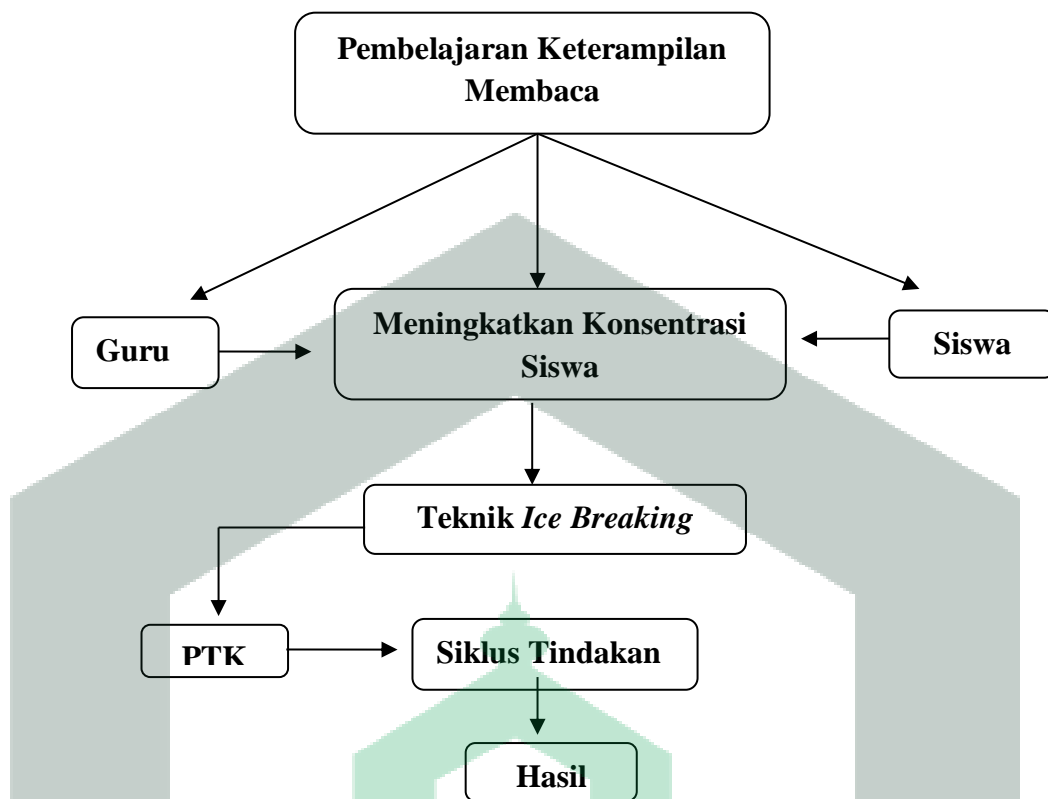 Pembelajaran Keterampilan
Membaca
Guru
Meningkatkan Konsentrasi
Siswa
Siswa
Teknik Ice Breaking
PTK
Siklus Tindakan
Hasil